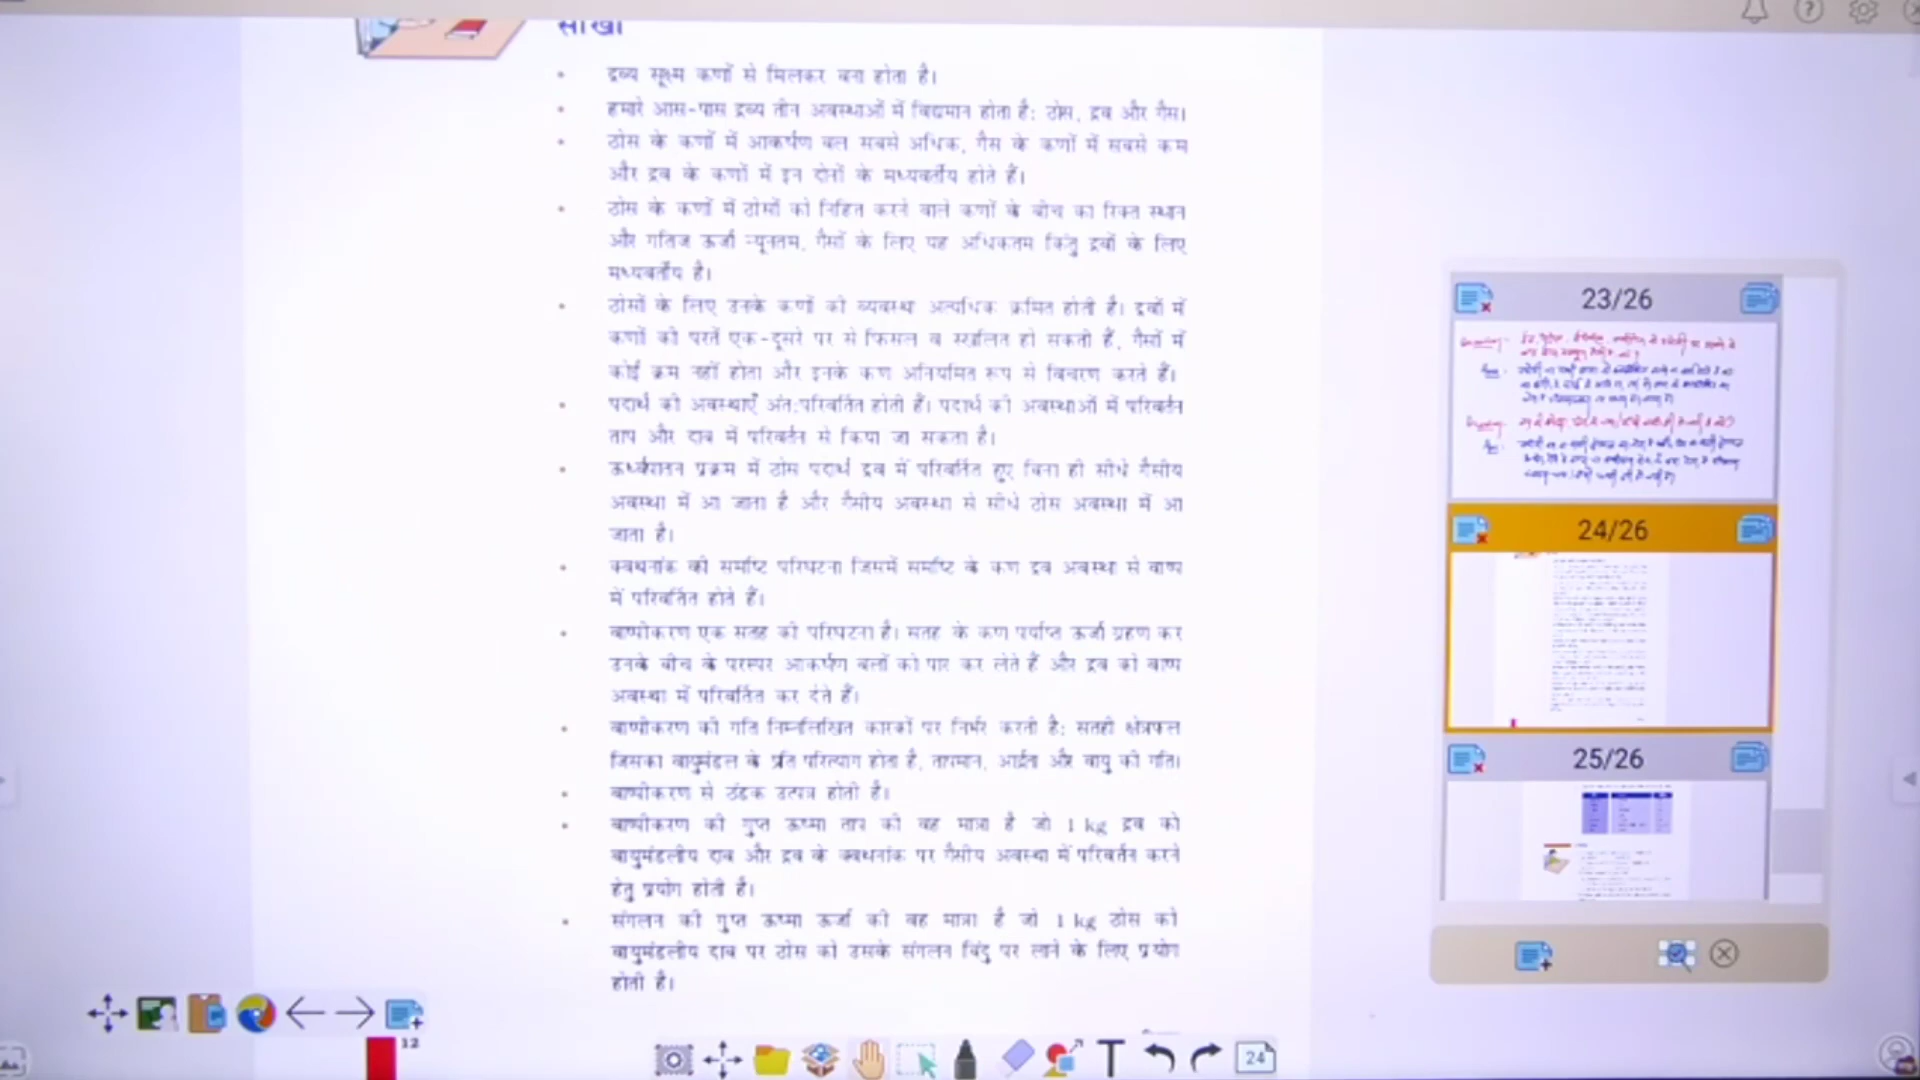 द्रव्य सूक्ष्म कणों से मिलकर बना होता है।
हमारे आस-पास द्रव्य तीन अवस्थाओं में विद्यमान होता है: ठोस, द्रव और गैस।
ठोस के कणों में आकर्षण बल सबसे अधिक, गैस के कणों में सबसे कम
और द्रव के कणों में इन दोनों के मध्यवर्तीय होते हैं।
ठोस के कणों में ठोसों को निहित करने वाले कणों के बीच का रिक्त स्थान
और गतिज ऊर्जा न्यूनतम, गैसों के लिए यह अधिकतम किंतु द्रवों के लिए
मध्यवर्तीय है।
ठोसों के लिए उनके कणों की व्यवस्था अत्यधिक क्रमित होती है। द्रवों में
कणों की परतें एक-दूसरे पर से फिसल व स्खलित हो सकती हैं, गैसों में
कोई क्रम नहीं होता और इनके कण अनियमित रूप से विचरण करते हैं।
पदार्थ की अवस्थाएँ अंत:परिवर्तित होती हैं। पदार्थ की अवस्थाओं में परिवर्तन
ताप और दाब में परिवर्तन से किया जा सकता है।
ऊर्ध्वपातन प्रक्रम में ठोस पदार्थ द्रव में परिवर्तित हुए बिना ही सीधे गैसीय
अवस्था में आ जाता है और गैसीय अवस्था से सीधे ठोस अवस्था में आ
जाता है।
क्वथनांक की समष्टि परिघटना जिसमें समष्टि के कण द्रव अवस्था से वाष्प
में परिवर्तित होते हैं।
वाष्पीकरण एक सतह की परिघटना है। सतह के कण पर्याप्त ऊर्जा ग्रहण कर
उनके बीच के परस्पर आकर्षण बलों को पार कर लेते हैं और द्रव को वाष्प
अवस्था में परिवर्तित कर देते हैं।
वाष्पीकरण की गति निम्नलिखित कारकों पर निर्भर करती है: सतही क्षेत्रफल
जिसका वायुमंडल के प्रति परित्याग होता है, तापमान, आर्द्रता और वायु की गति।
वाष्पीकरण से ठंडक उत्पन्न होती है।
वाष्पीकरण की गुप्त ऊष्मा ताप की वह मात्रा है जो 1 kg द्रव को
वायुमंडलीय दाब और द्रव के क्वथनांक पर गैसीय अवस्था में परिवर्तन करने
हेतु प्रयोग होती है।
संगलन की गुप्त ऊष्मा ऊर्जा की वह मात्रा है जो 1 kg ठोस को
वायुमंडलीय दाब पर ठोस को उसके संगलन बिंदु पर लाने के लिए प्रयोग
होती है।
12
23/26
24/26
25/26
T
24